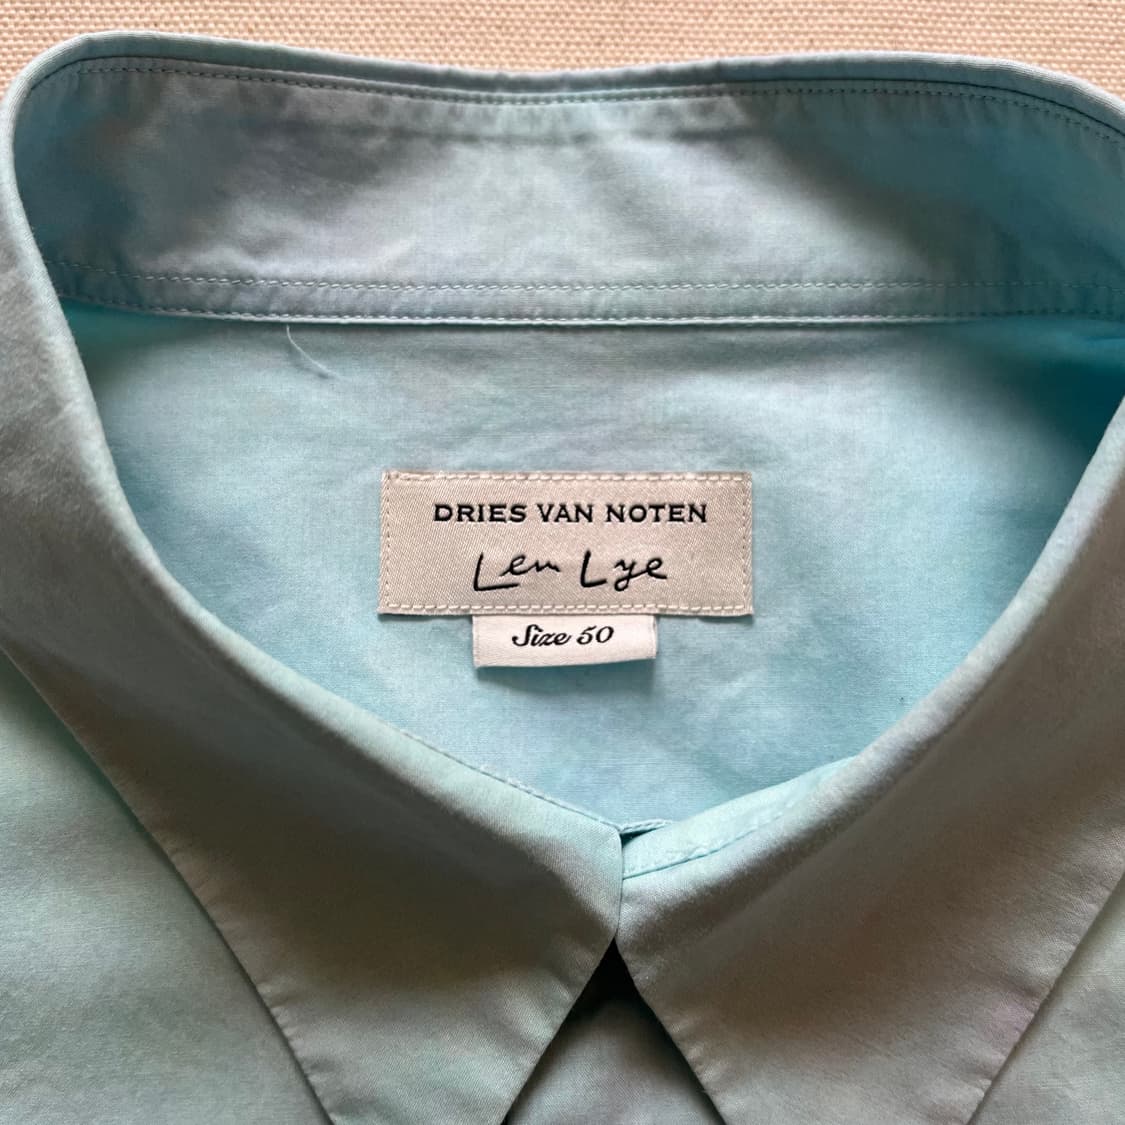 DRIES VAN NOTEN
Len Lye
Size 50